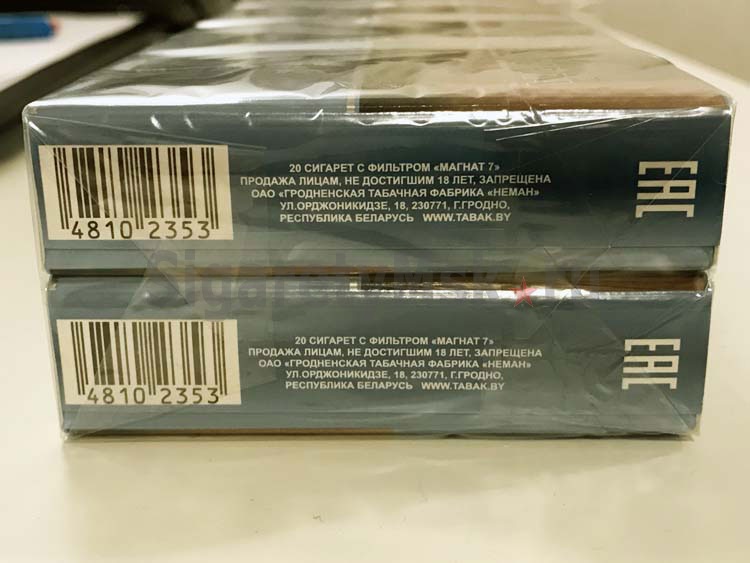 4810 2353
20 СИГАРЕТ С ФИЛЬТРОМ «МАГНАТ 7»
ПРОДАЖА ЛИЦАМ, НЕ ДОСТИГШИМ 18 ЛЕТ, ЗАПРЕЩЕНА
ОАО «ГРОДНЕНСКАЯ ТАБАЧНАЯ ФАБРИКА «НЕМАН»
УЛ.ОРДЖОНИКИДЗЕ, 18, 230771, Г.ГРОДНО,
РЕСПУБЛИКА БЕЛАРУСЬ WWW.TABAK.BY
EAC
4810 2353
20 СИГАРЕТ С ФИЛЬТРОМ «МАГНАТ 7»
ПРОДАЖА ЛИЦАМ, НЕ ДОСТИГШИМ 18 ЛЕТ, ЗАПРЕЩЕНА
ОАО «ГРОДНЕНСКАЯ ТАБАЧНАЯ ФАБРИКА «НЕМАН»
УЛ.ОРДЖОНИКИДЗЕ, 18, 230771, Г.ГРОДНО,
РЕСПУБЛИКА БЕЛАРУСЬ WWW.TABAK.BY
EAC